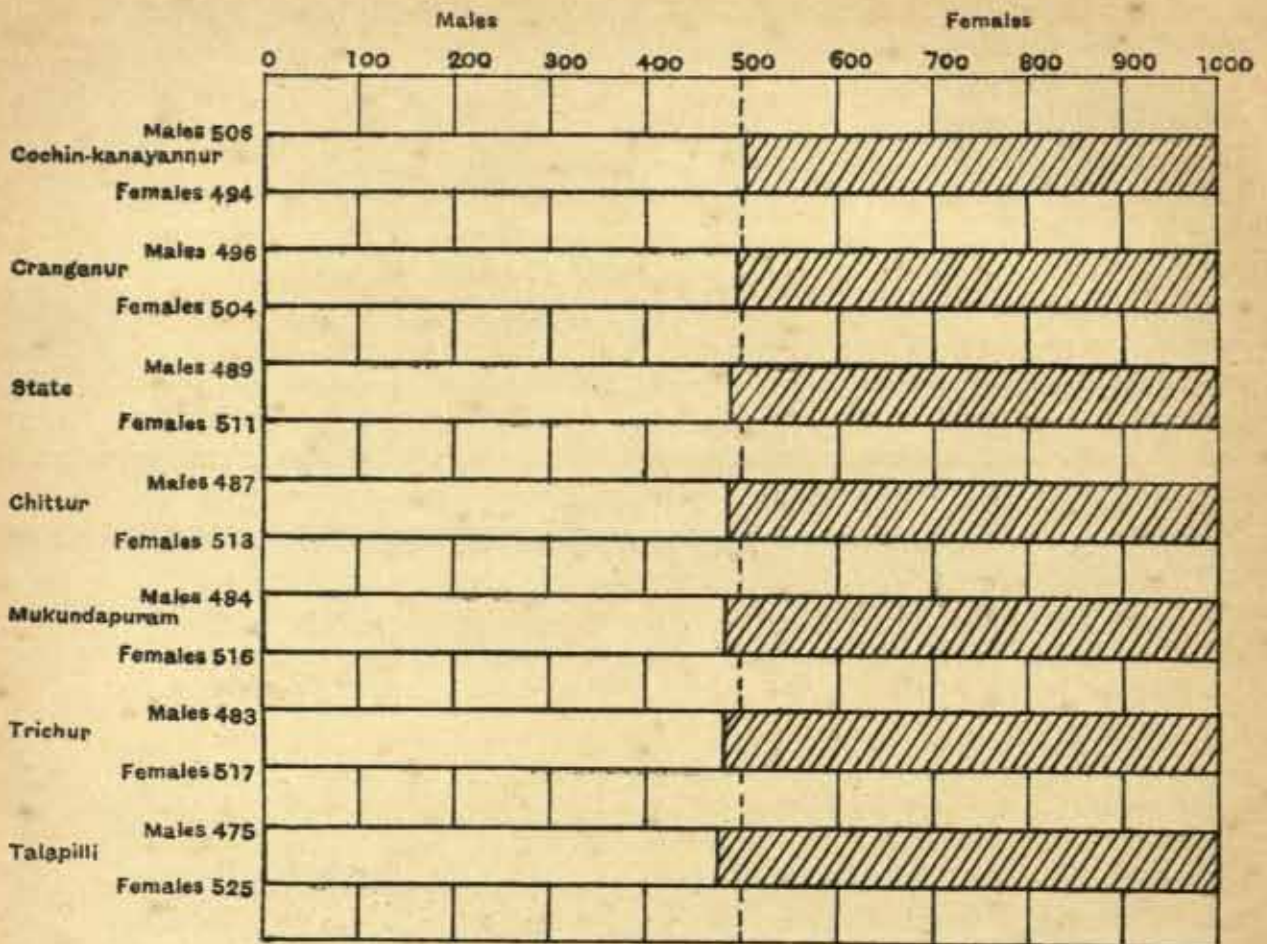 Males Females
0 100 200 300 400 500 600 700 800 900 1000
Males 506
Cochin-kanayannur
Females 494
Males 496
Cranganur
Females 504
Males 489
State
Females 511
Males 487
Chittur
Females 513
Males 484
Mukundapuram
Females 516
Males 483
Trichur
Females 517
Males 475
Talapilli
Females 525